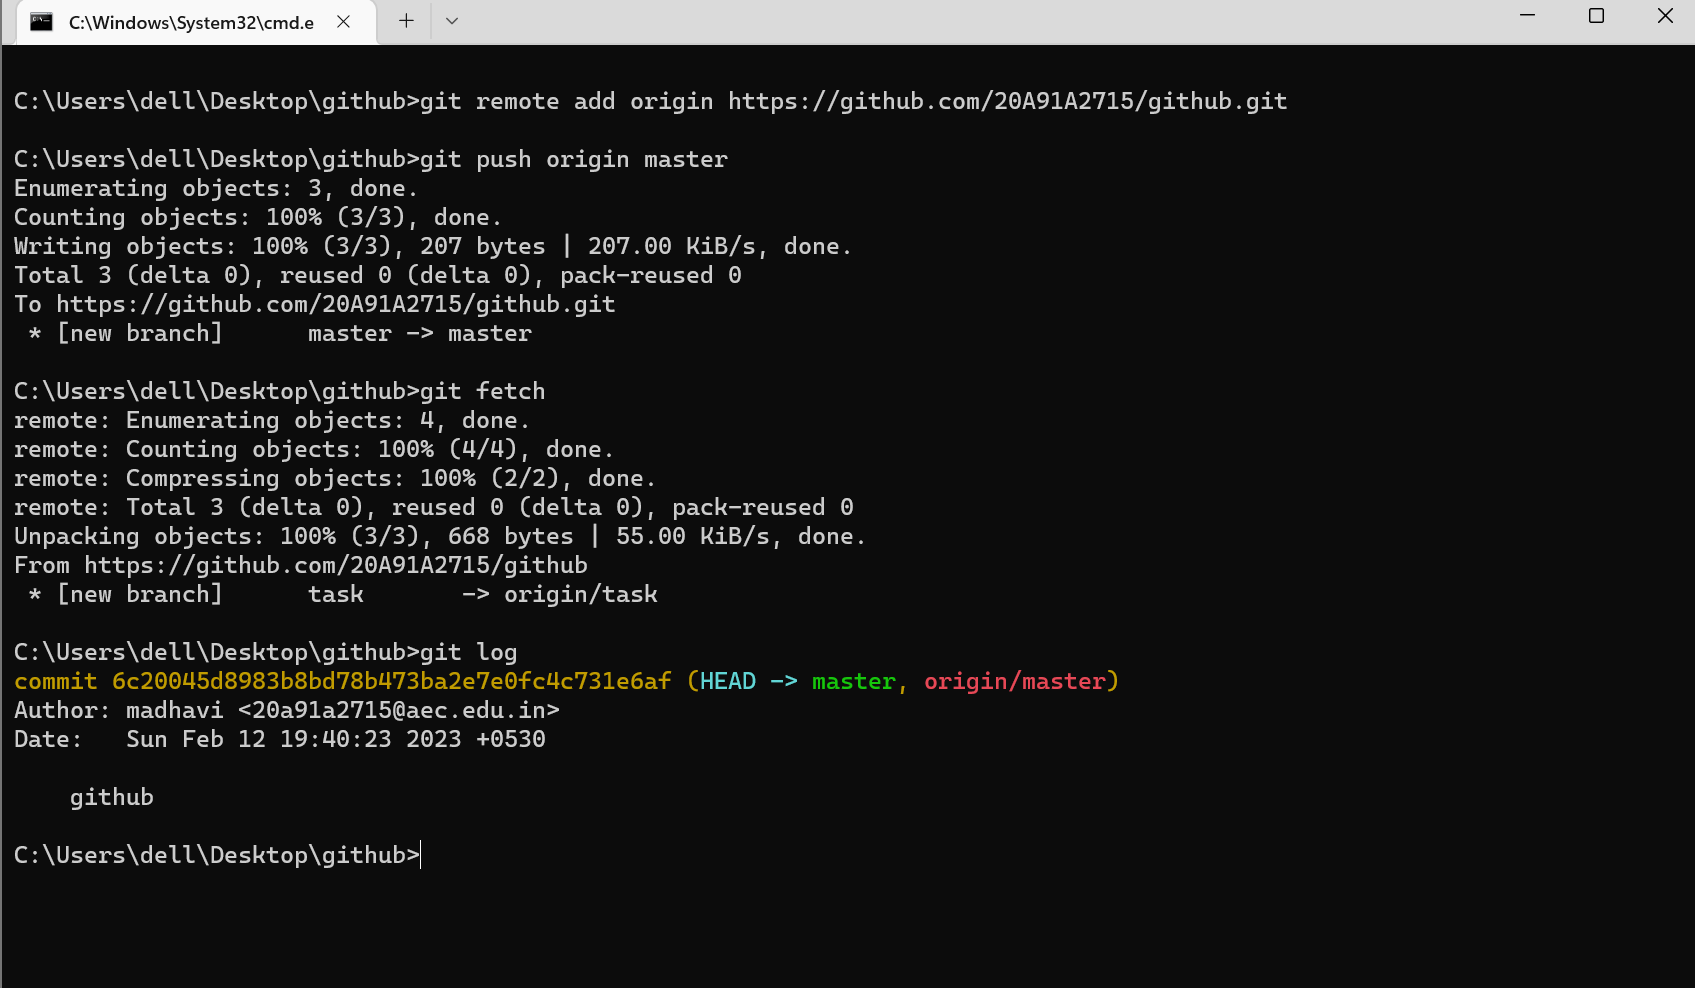 C:\Windows\System32\cmd.e
C:\Users\dell\Desktop\github>git remote add origin https://github.com/20A91A2715/github.git
C:\Users\dell\Desktop\github>git push origin master
Enumerating objects: 3, done.
Counting objects: 100% (3/3), done.
Writing objects: 100% (3/3), 207 bytes | 207.00 KiB/s, done.
Total 3 (delta 0), reused 0 (delta 0), pack-reused 0
To https://github.com/20A91A2715/github.git
 * [new branch]      master -> master
C:\Users\dell\Desktop\github>git fetch
remote: Enumerating objects: 4, done.
remote: Counting objects: 100% (4/4), done.
remote: Compressing objects: 100% (2/2), done.
remote: Total 3 (delta 0), reused 0 (delta 0), pack-reused 0
Unpacking objects: 100% (3/3), 668 bytes | 55.00 KiB/s, done.
From https://github.com/20A91A2715/github
 * [new branch]      task       -> origin/task
C:\Users\dell\Desktop\github>git log
commit 6c20045d8983b8bd78b473ba2e7e0fc4c731e6af (HEAD -> master, origin/master)
Author: madhavi <20a91a2715@aec.edu.in>
Date:   Sun Feb 12 19:40:23 2023 +0530
    github
C:\Users\dell\Desktop\github>